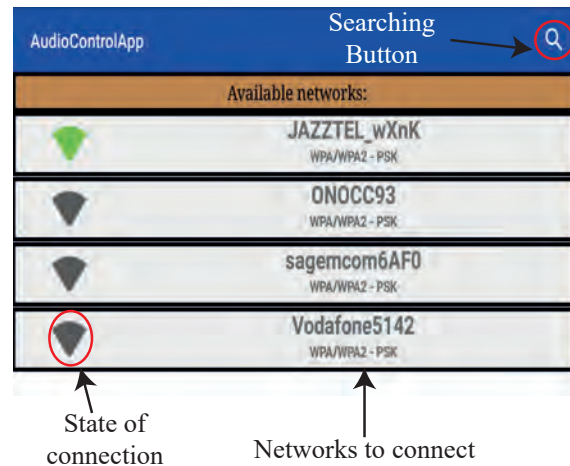 Searching
Button
AudioControlApp
Available networks:
JAZZTEL_wXnK
WPA/WPA2 - PSK
ONOCC93
WPA/WPA2 - PSK
sagemcom6AF0
WPA/WPA2 - PSK
Vodafone5142
WPA/WPA2 - PSK
State of
connection
Networks to connect